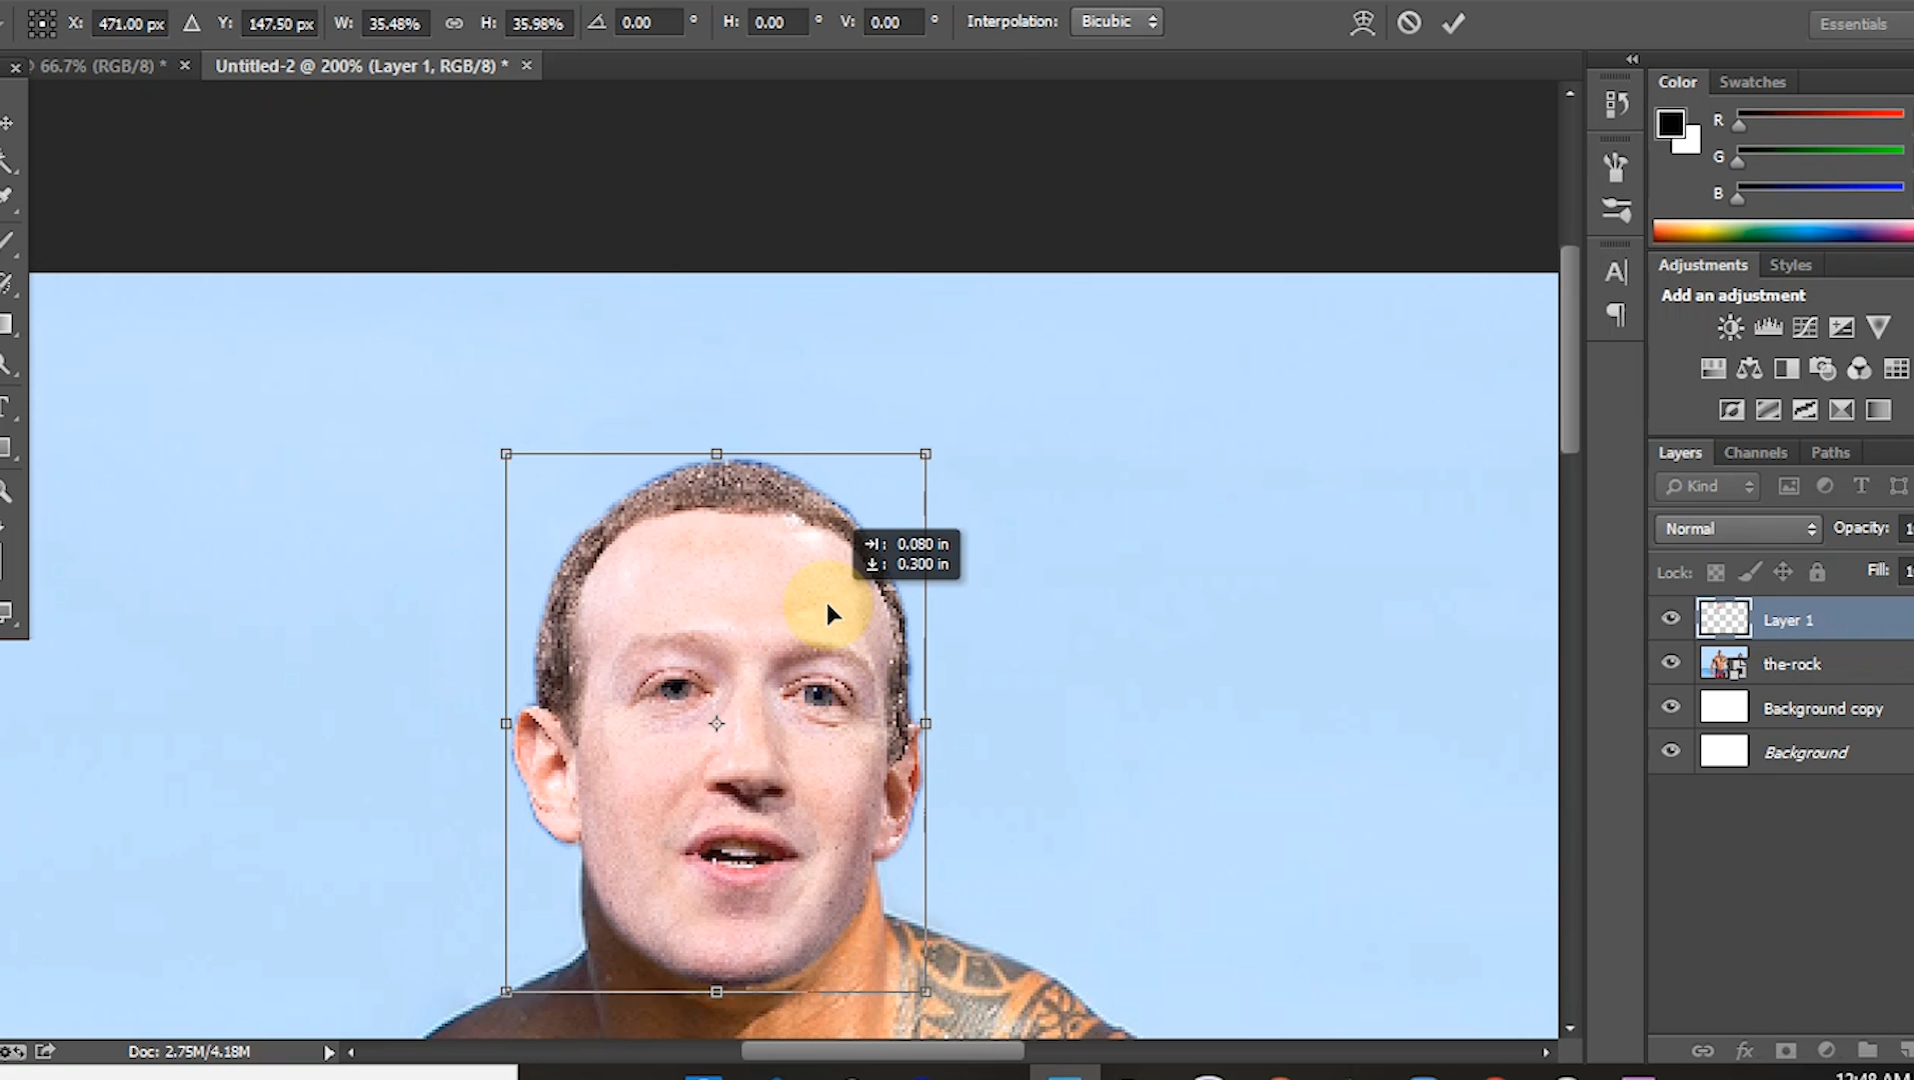 X: 471.00 px Y: 147.50 px W: 35.48% H: 35.98% 0.00 ° H: 0.00 ° V: 0.00 ° Interpolation: Bicubic Essentials
66.7% (RGB/8) * × Untitled-2 @ 200% (Layer 1, RGB/8) * ×
Color Swatches
R
G
B
Adjustments Styles
Add an adjustment
0.080 in
0.300 in
Layers Channels Paths
Kind
Normal Opacity:
Lock: Fill:
Layer 1
the-rock
Background copy
Background
Doc: 2.75M/4.18M